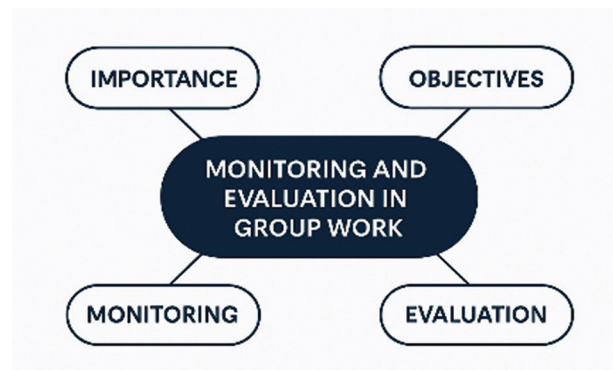 IMPORTANCE
OBJECTIVES
MONITORING AND
EVALUATION IN
GROUP WORK
MONITORING
EVALUATION